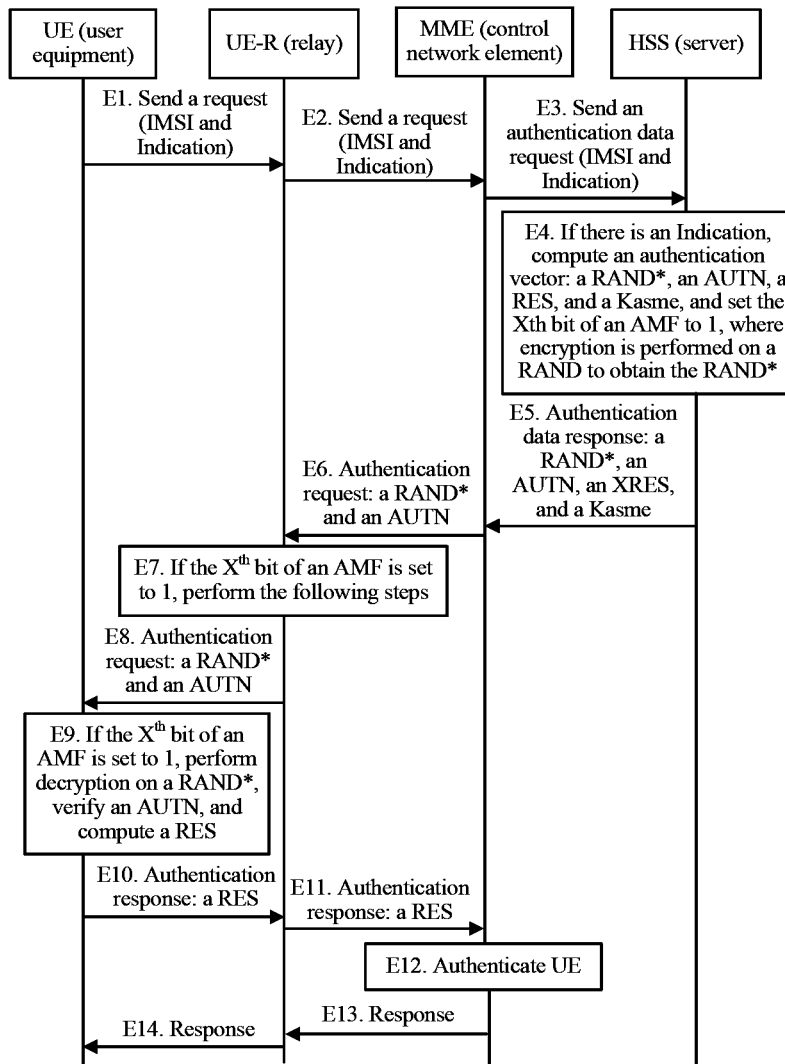 UE (user
equipment)
UE-R (relay)
MME (control
network element)
HSS (server)
E1. Send a request
(IMSI and
Indication)
E2. Send a request
(IMSI and
Indication)
E3. Send an
authentication data
request (IMSI and
Indication)
E4. If there is an Indication,
compute an authentication
vector: a RAND*, an AUTN, a
RES, and a Kasme, and set the
Xth bit of an AMF to 1, where
encryption is performed on a
RAND to obtain the RAND*
E5. Authentication
data response: a
RAND*, an
AUTN, an XRES,
and a Kasme
E6. Authentication
request: a RAND*
and an AUTN
E7. If the Xth bit of an AMF is set
to 1, perform the following steps
E8. Authentication
request: a RAND*
and an AUTN
E9. If the Xth bit of an
AMF is set to 1, perform
decryption on a RAND*,
verify an AUTN, and
compute a RES
E10. Authentication
response: a RES
E11. Authentication
response: a RES
E12. Authenticate UE
E13. Response
E14. Response